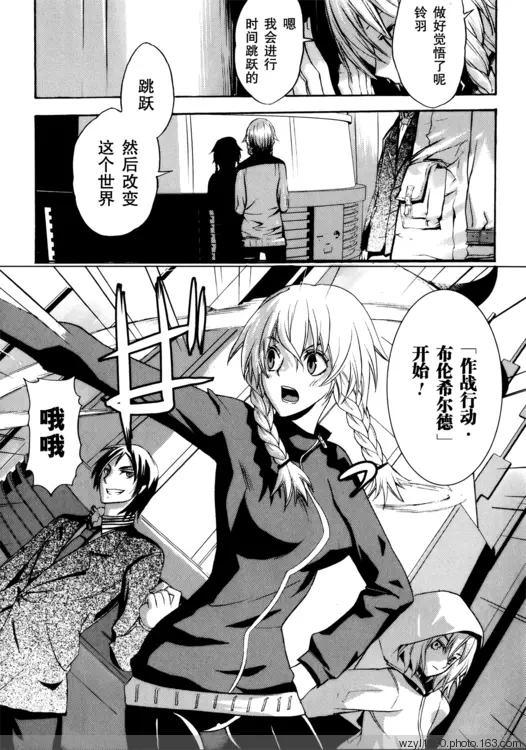 做好觉悟了呢
铃羽
嗯
我会进行
时间跳跃的
跳跃
然后改变
这个世界
「作战行动·
布伦希尔德」
开始！
哦哦